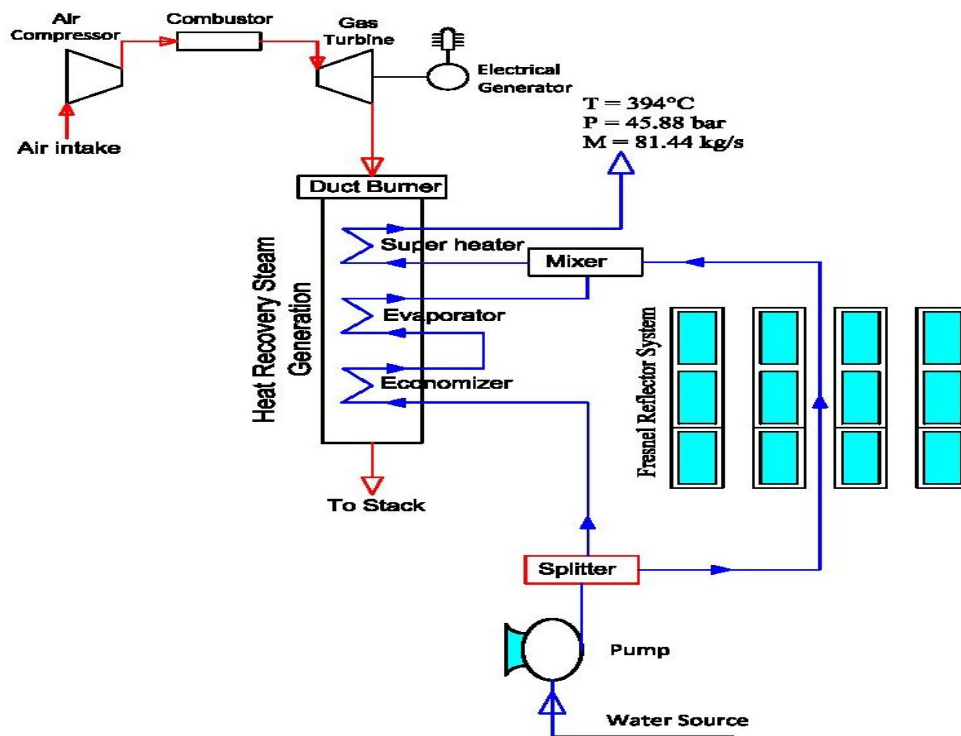 Air
Compressor
Combustor
Gas
Turbine
Electrical
Generator
Air intake
T = 394°C
P = 45.88 bar
M = 81.44 kg/s
Duct Burner
Super heater
Mixer
Evaporator
Economizer
Heat Recovery Steam
Generation
Fresnel Reflector System
To Stack
Splitter
Pump
Water Source